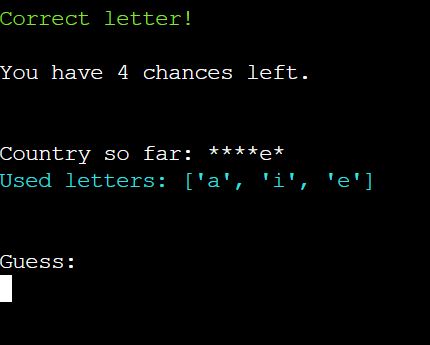 Correct letter!
You have 4 chances left.
Country so far: ****e*
Used letters: ['a', 'i', 'e']
Guess: